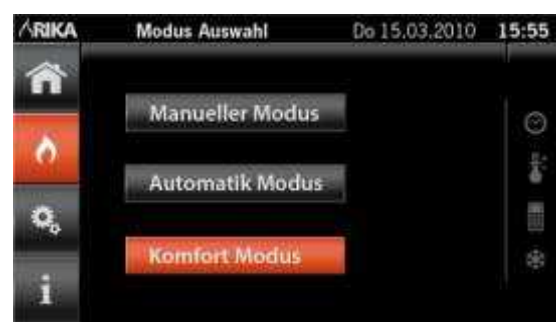 RIKA Modus Auswahl Do 15.03.2010 15:55
Manueller Modus
Automatik Modus
Komfort Modus
i